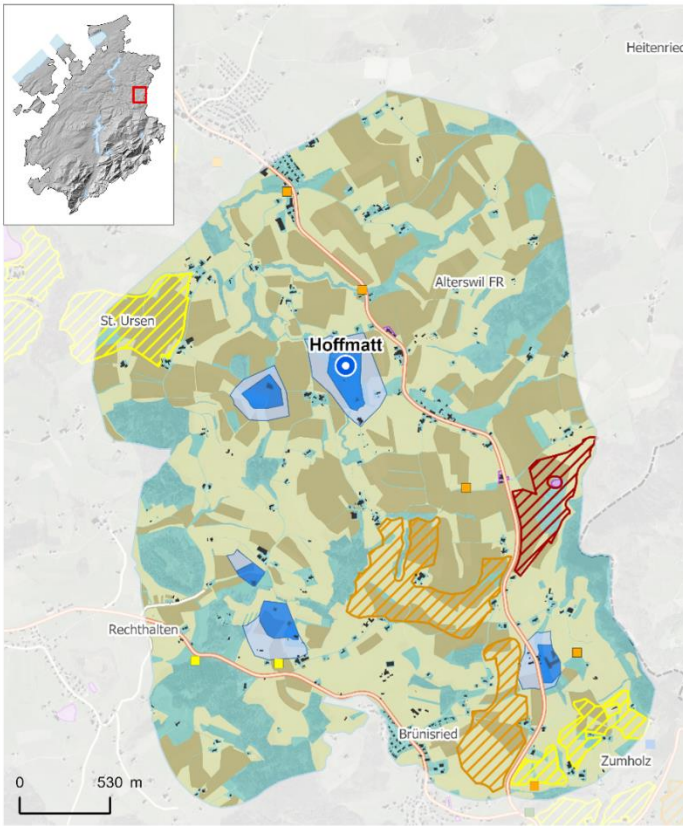 Heitenried
Alterswil FR
St. Ursen
Hoffmatt
Rechthalten
Brünisried
Zumholz
0 530 m